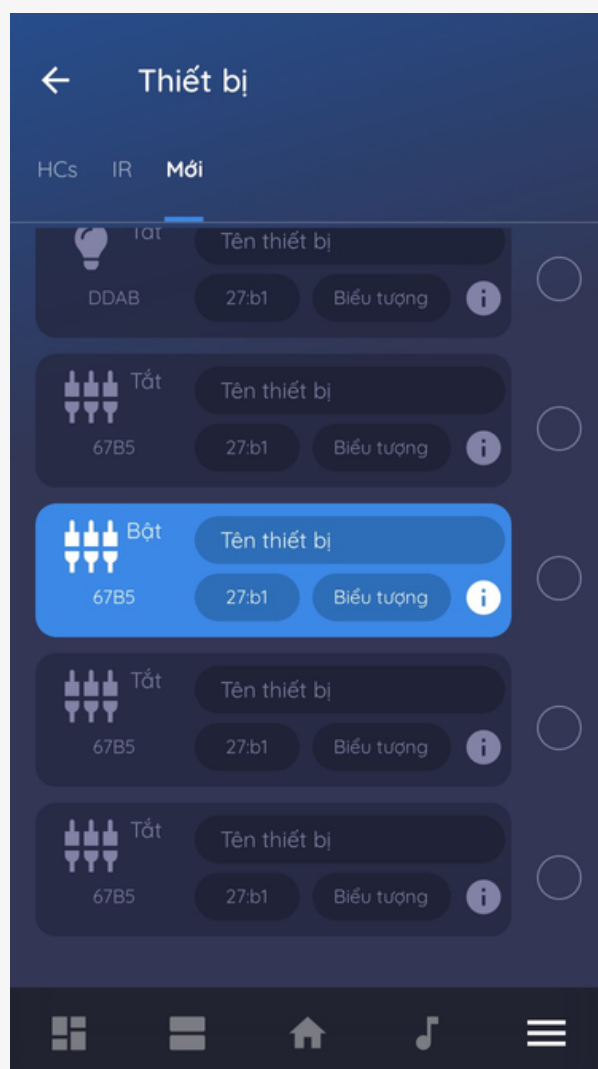 Thiết bị
HCs IR Mới
Tắt
Tên thiết bị
DDAB
27:b1
Biểu tượng
Tắt
Tên thiết bị
67B5
27:b1
Biểu tượng
Bật
Tên thiết bị
67B5
27:b1
Biểu tượng
Tắt
Tên thiết bị
67B5
27:b1
Biểu tượng
Tắt
Tên thiết bị
67B5
27:b1
Biểu tượng